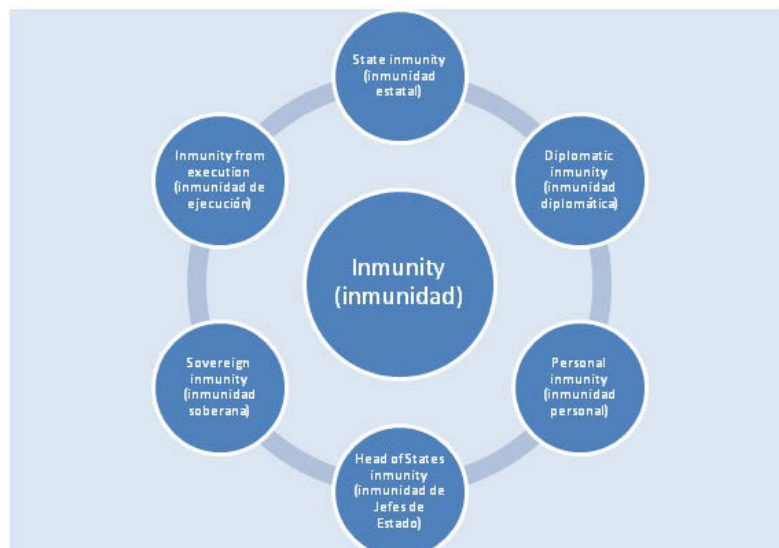 State inmunity
(inmunidad
estatal)
Diplomatic
inmunity
(inmunidad
diplomática)
Personal
inmunity
(inmunidad
personal)
Head of States
inmunity
(inmunidad de
Jefes de
Estado)
Sovereign
inmunity
(inmunidad
soberana)
Inmunity from
execution
(inmunidad de
ejecución)
Inmunity
(inmunidad)